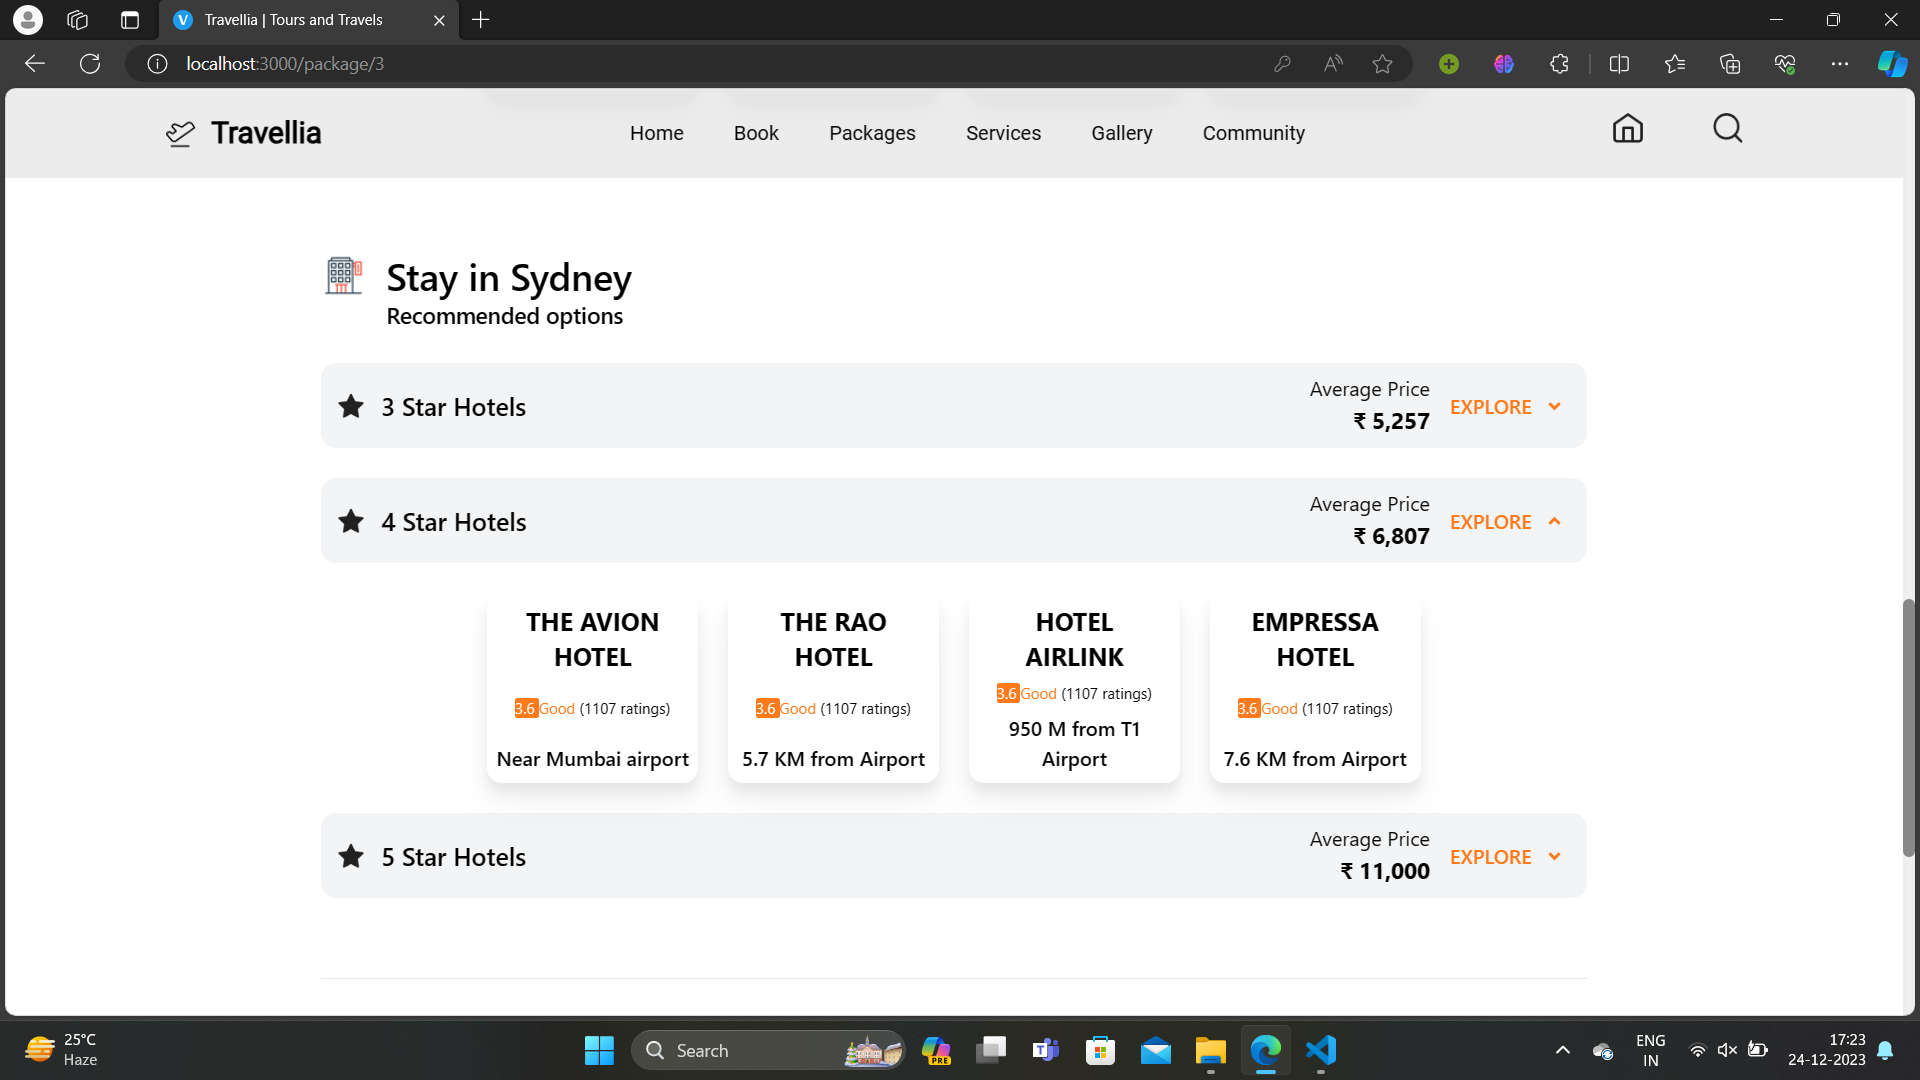 Travellia | Tours and Travels
localhost:3000/package/3
Travellia
Home Book Packages Services Gallery Community
Stay in Sydney
Recommended options
3 Star Hotels
Average Price
₹ 5,257
EXPLORE
4 Star Hotels
Average Price
₹ 6,807
EXPLORE
THE AVION
HOTEL
3.6 Good (1107 ratings)
Near Mumbai airport
THE RAO
HOTEL
3.6 Good (1107 ratings)
5.7 KM from Airport
HOTEL
AIRLINK
3.6 Good (1107 ratings)
950 M from T1
Airport
EMPRESSA
HOTEL
3.6 Good (1107 ratings)
7.6 KM from Airport
5 Star Hotels
Average Price
₹ 11,000
EXPLORE
25°C
Haze
Search
PRE
ENG
IN
17:23
24-12-2023